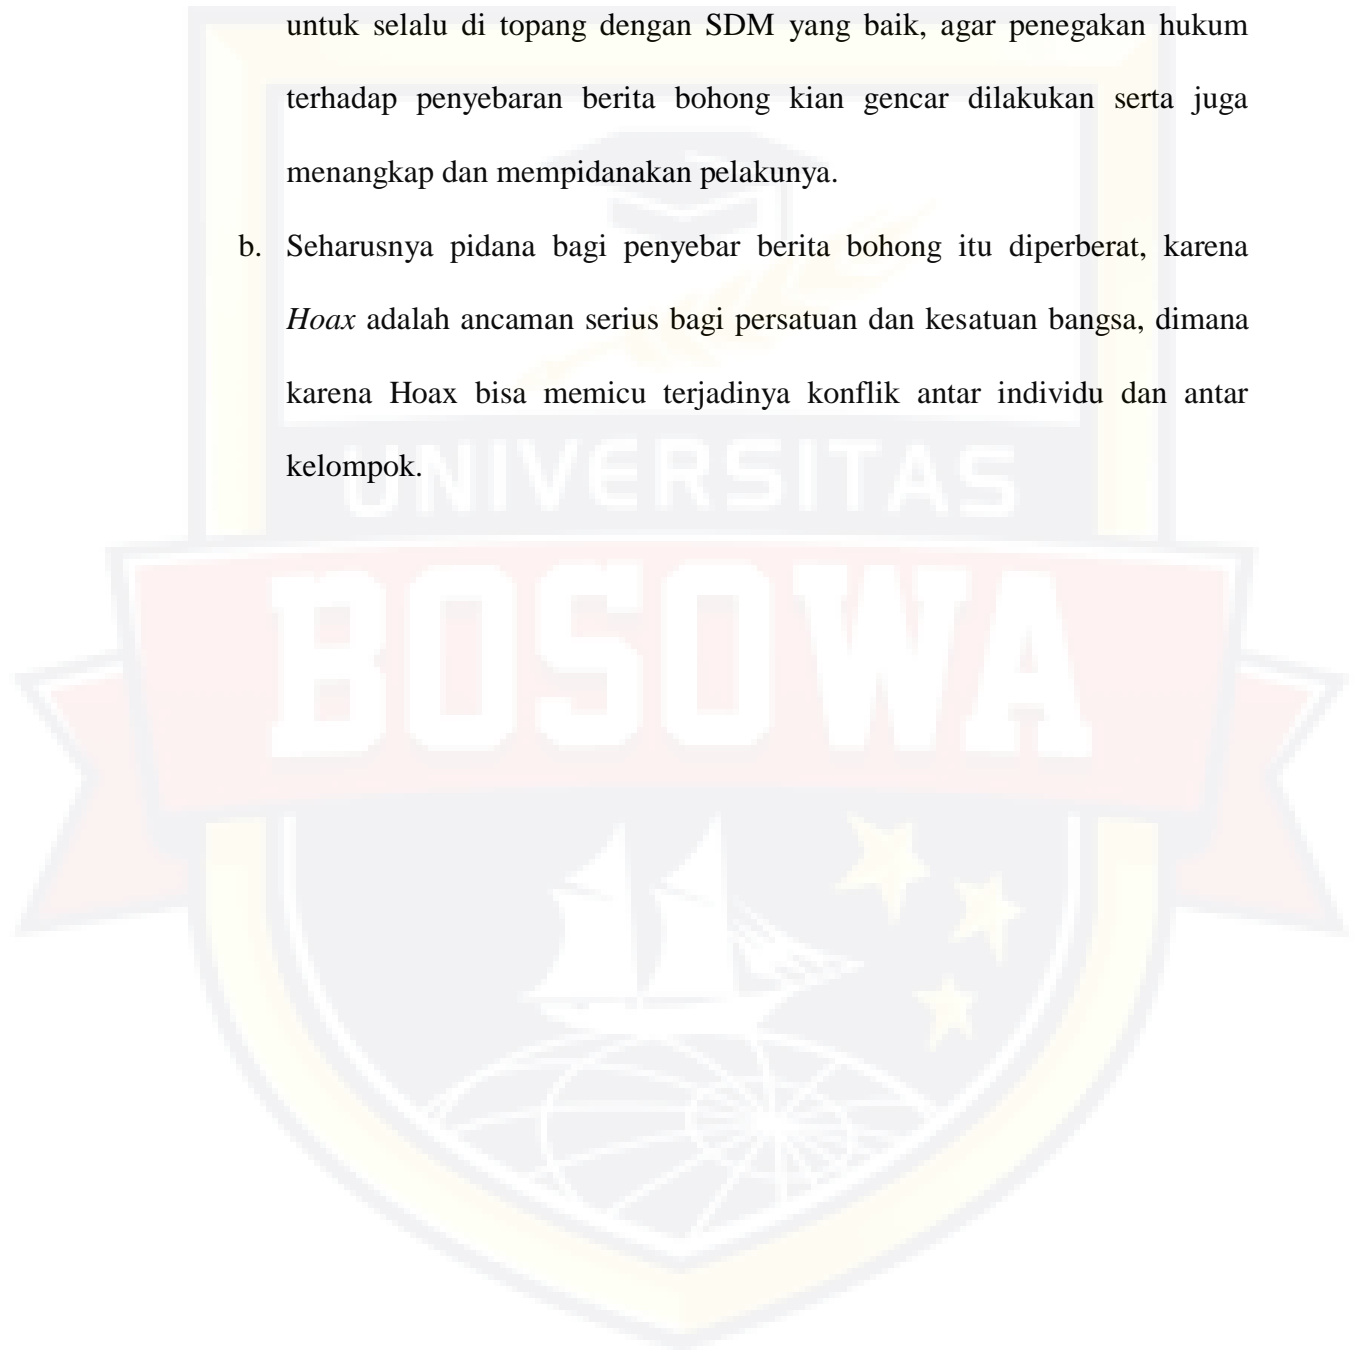 untuk selalu di topang dengan SDM yang baik, agar penegakan hukum
terhadap penyebaran berita bohong kian gencar dilakukan serta juga
menangkap dan mempidanakan pelakunya.
b. Seharusnya pidana bagi penyebar berita bohong itu diperberat, karena
Hoax adalah ancaman serius bagi persatuan dan kesatuan bangsa, dimana
karena Hoax bisa memicu terjadinya konflik antar individu dan antar
kelompok.
UNIVERSITAS
BOSOWA